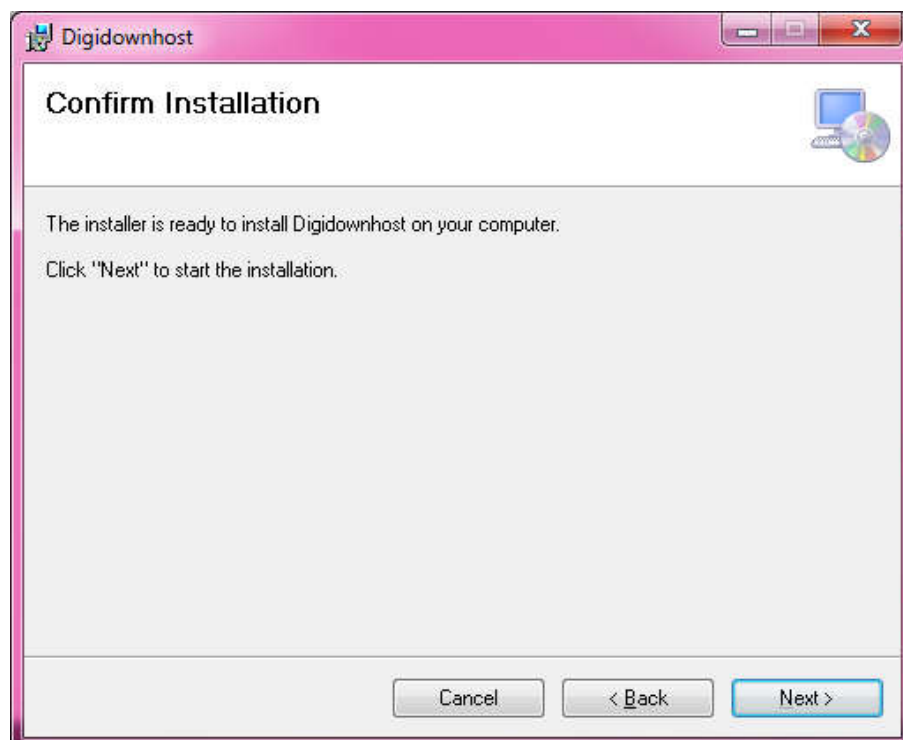 Digidownhost
Confirm Installation
The installer is ready to install Digidownhost on your computer.
Click "Next" to start the installation.
Cancel
< Back
Next >